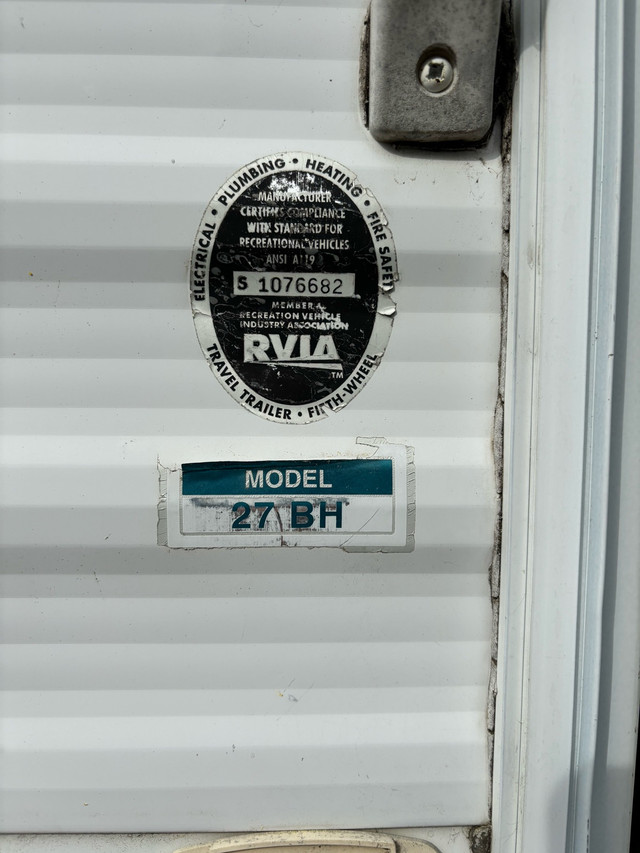 ELECTRICAL • PLUMBING • HEATING • FIRE SAFETY
MANUFACTURER
CERTIFIES COMPLIANCE
WITH STANDARD FOR
RECREATIONAL VEHICLES
ANSI A119
S 1076682
MEMBER
RECREATION VEHICLE
INDUSTRY ASSOCIATION
RVIA
TM
TRAVEL TRAILER • FIFTH-WHEEL
MODEL
27 BH